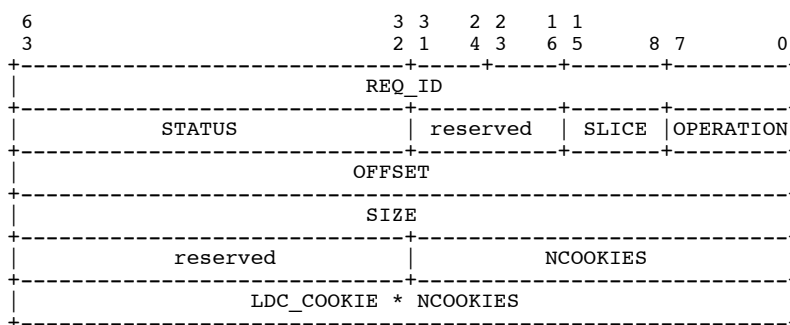 6 3 3 2 2 1 1
3 2 1 4 3 6 5 8 7 0
REQ_ID
STATUS reserved SLICE OPERATION
OFFSET
SIZE
reserved NCOOKIES
LDC_COOKIE * NCOOKIES